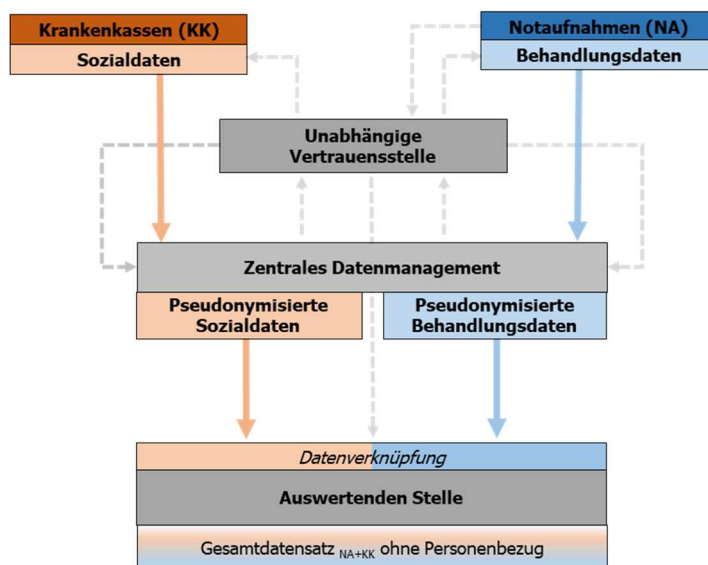 Krankenkassen (KK)
Sozialdaten
Notaufnahmen (NA)
Behandlungsdaten
Unabhängige
Vertrauensstelle
Zentrales Datenmanagement
Pseudonymisierte
Sozialdaten
Pseudonymisierte
Behandlungsdaten
Datenverknüpfung
Auswertenden Stelle
Gesamtdatensatz NA+KK ohne Personenbezug